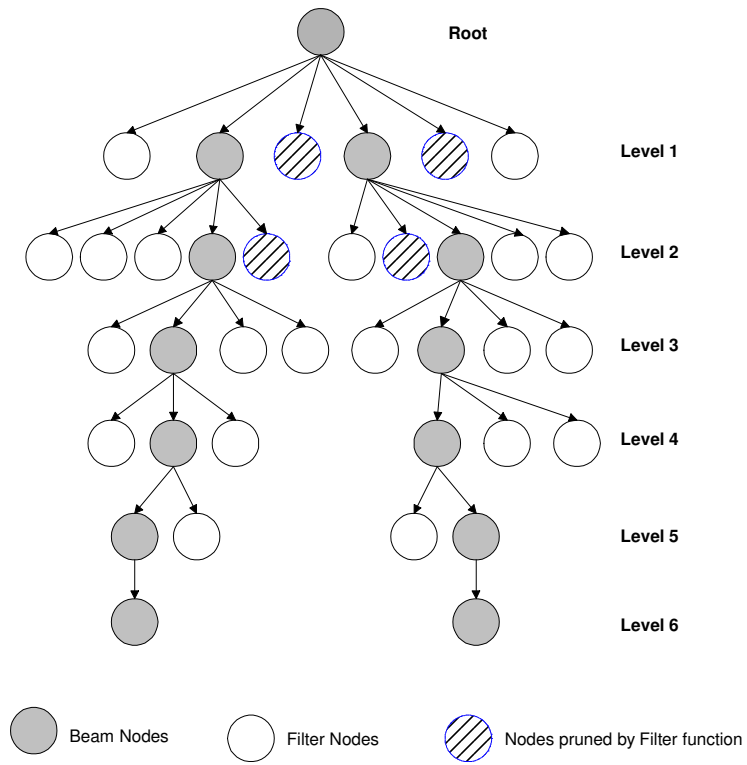 Root
Level 1
Level 2
Level 3
Level 4
Level 5
Level 6
Beam Nodes
Filter Nodes
Nodes pruned by Filter function